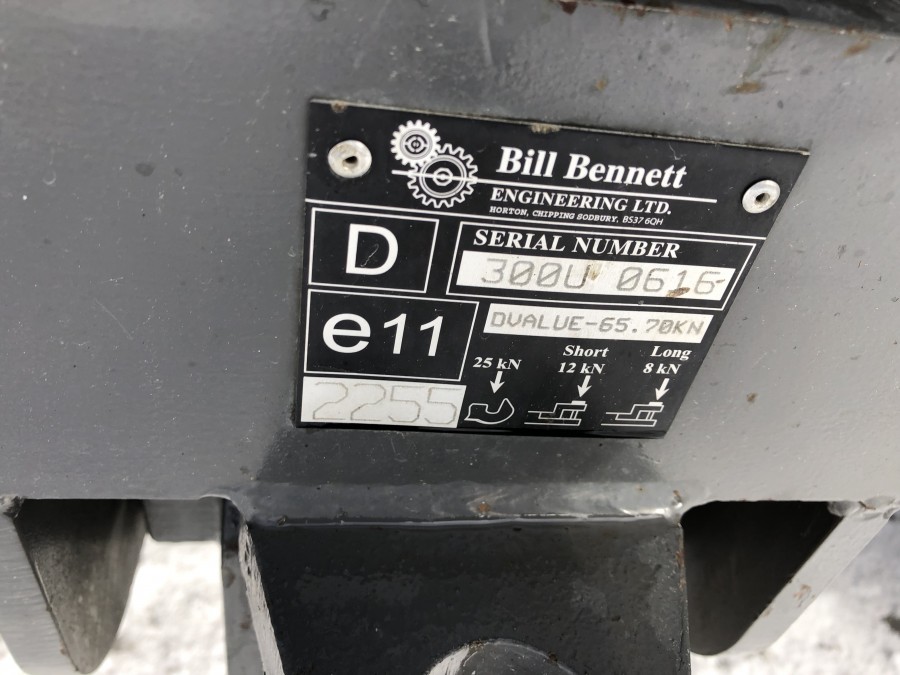 Bill Bennett
ENGINEERING LTD.
HORTON, CHIPPING SODBURY, BS37 6QH
D
SERIAL NUMBER
300U 0616
e11
DVALUE-65.70KN
2255
25 kN
Short
12 kN
Long
8 kN